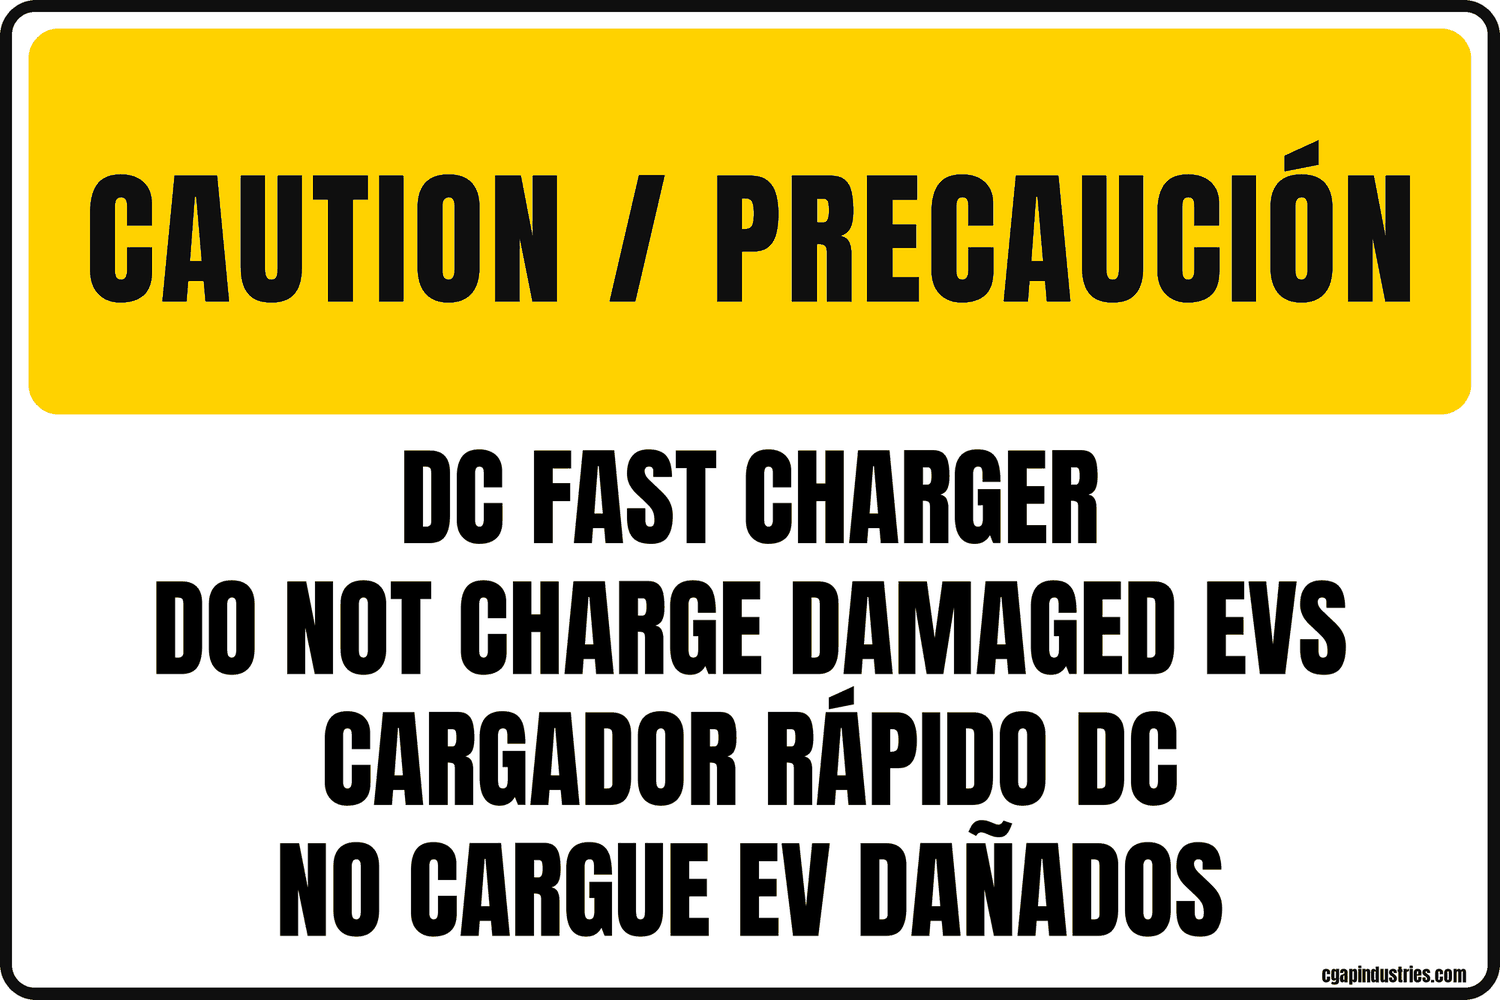 CAUTION / PRECAUCIÓN
DC FAST CHARGER
DO NOT CHARGE DAMAGED EVS
CARGADOR RÁPIDO DC
NO CARGUE EV DAÑADOS
cgapindustries.com